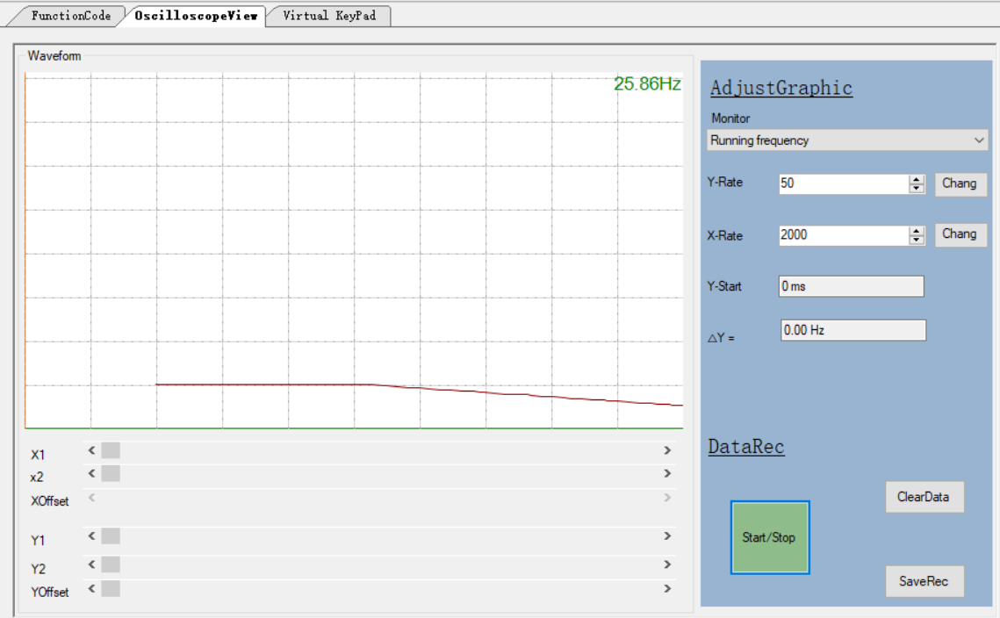 FunctionCode OscilloscopeView Virtual KeyPad
Waveform
25.86Hz
X1
x2
XOffset
Y1
Y2
YOffset
AdjustGraphic
Monitor
Running frequency
Y-Rate 50 Chang
X-Rate 2000 Chang
Y-Start 0 ms
△Y = 0.00 Hz
DataRec
ClearData
Start/Stop
SaveRec